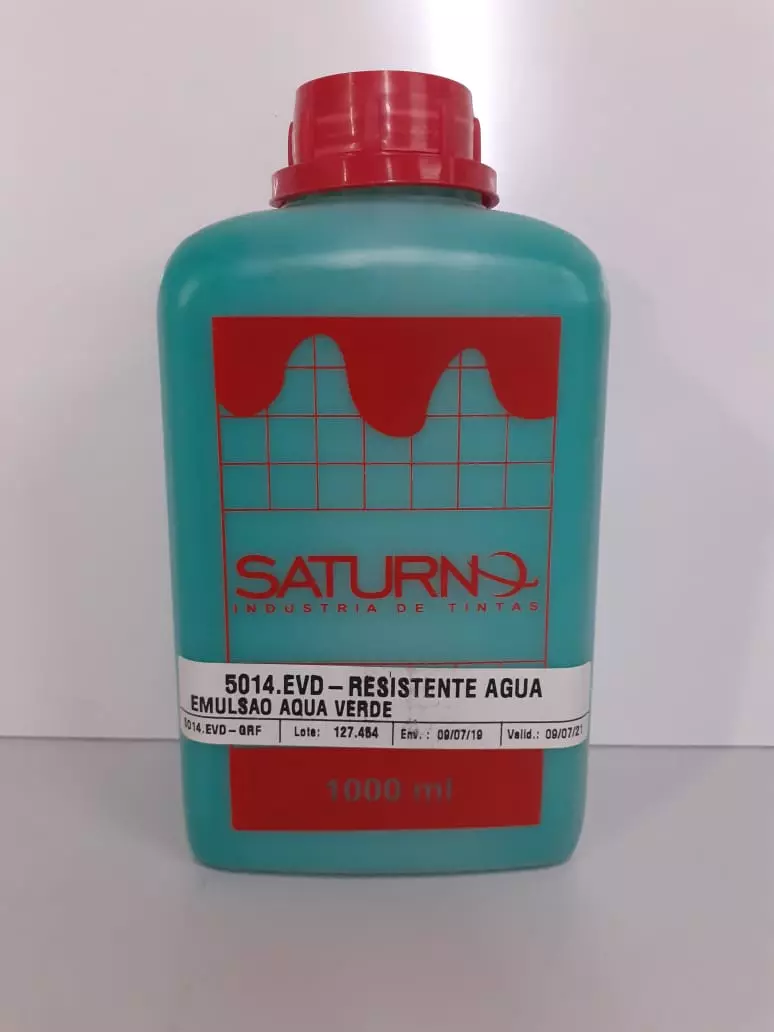 SATURNO
INDUSTRIA DE TINTAS
5014.EVD – RESISTENTE AGUA
EMULSAO AQUA VERDE
5014.EVD-GRF Lote: 127.464 Env.: 09/07/19 Valid.: 09/07/21
1000 ml